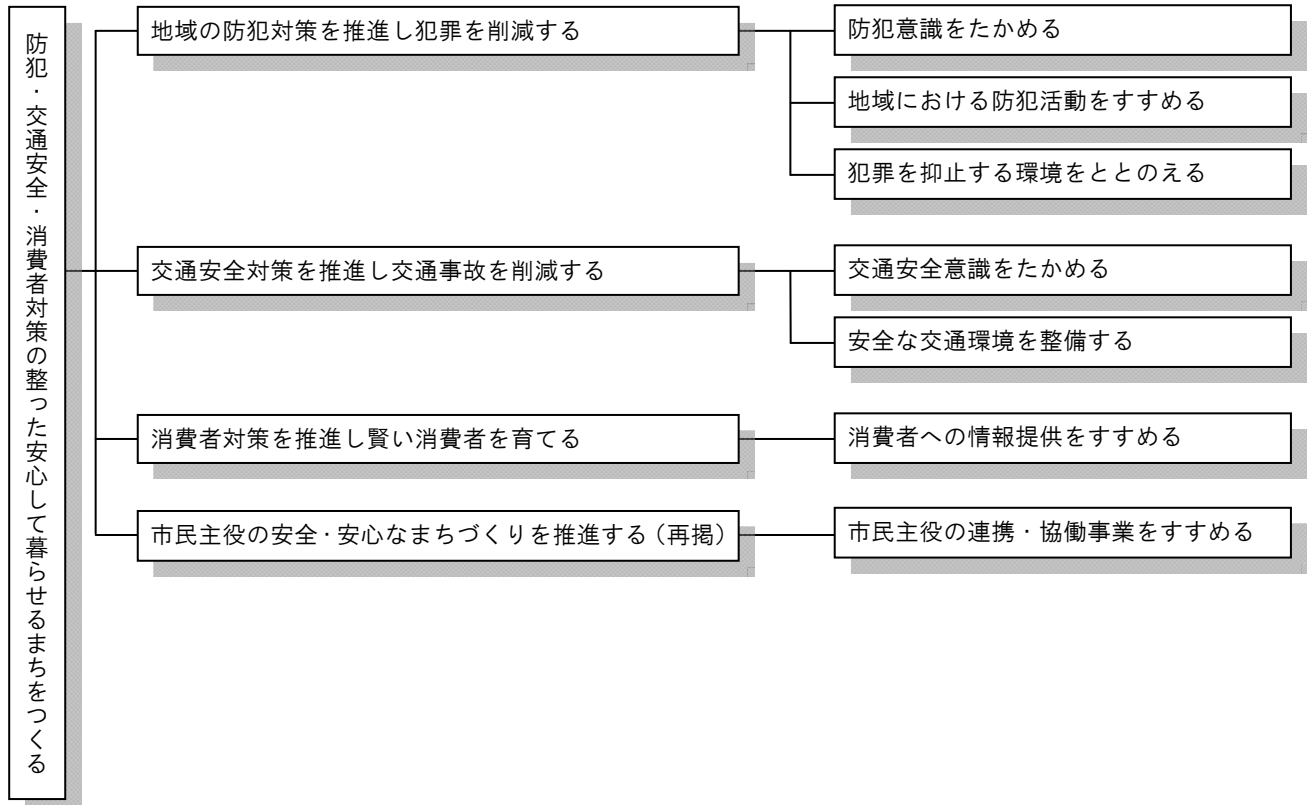 防犯・交通安全・消費者対策の整った安心して暮らせるまちをつくる
地域の防犯対策を推進し犯罪を削減する
防犯意識をたかめる
地域における防犯活動をすすめる
犯罪を抑止する環境をととのえる
交通安全対策を推進し交通事故を削減する
交通安全意識をたかめる
安全な交通環境を整備する
消費者対策を推進し賢い消費者を育てる
消費者への情報提供をすすめる
市民主役の安全・安心なまちづくりを推進する（再掲）
市民主役の連携・協働事業をすすめる